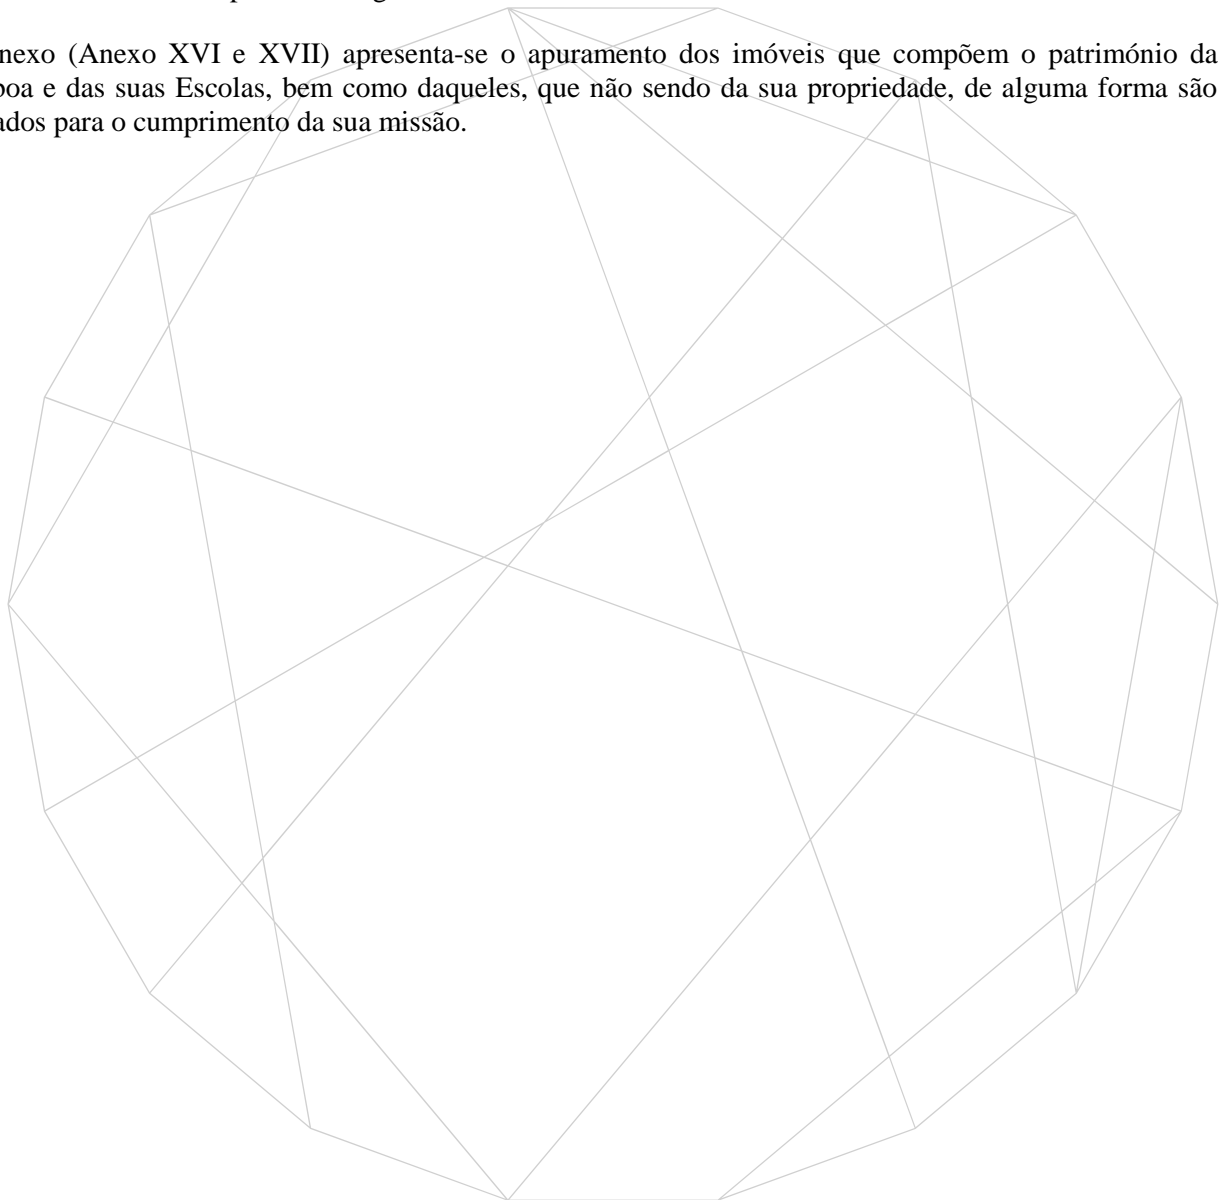 nexo (Anexo XVI e XVII) apresenta-se o apuramento dos imóveis que compõem o património da
boa e das suas Escolas, bem como daqueles, que não sendo da sua propriedade, de alguma forma são
ados para o cumprimento da sua missão.